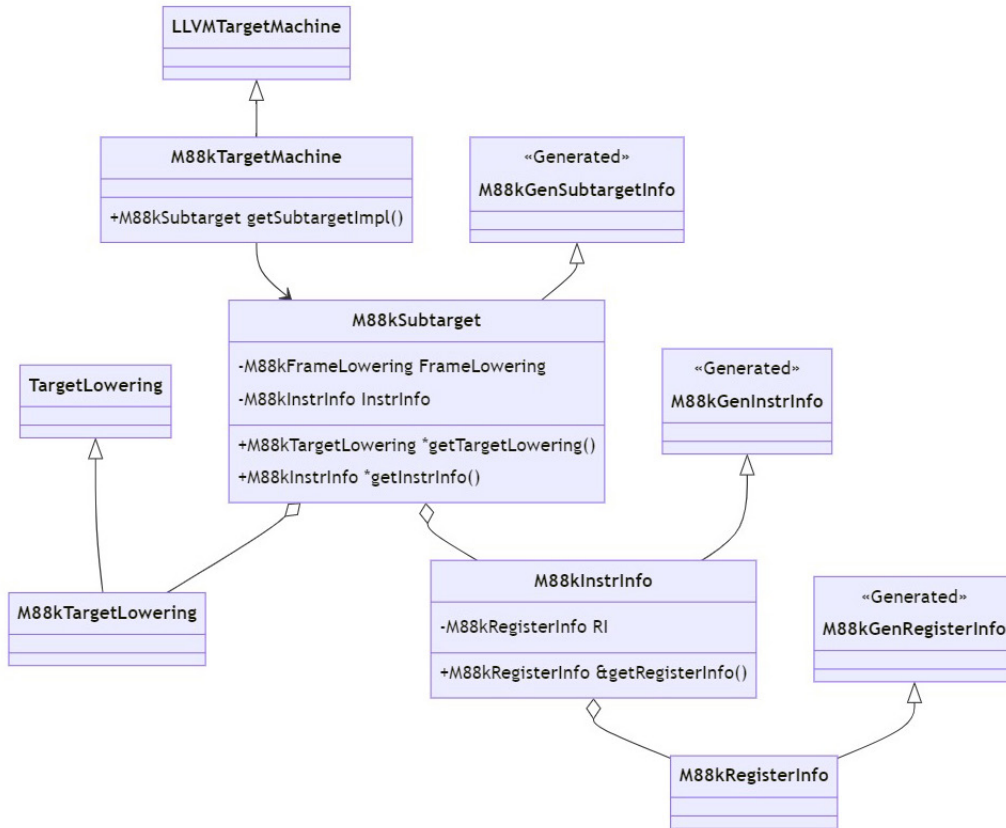 LLVMTargetMachine
M88kTargetMachine
+M88kSubtarget getSubtargetImpl()
«Generated»
M88kGenSubtargetInfo
M88kSubtarget
-M88kFrameLowering FrameLowering
-M88kInstrInfo InstrInfo
+M88kTargetLowering *getTargetLowering()
+M88kInstrInfo *getInstrInfo()
TargetLowering
«Generated»
M88kGenInstrInfo
M88kTargetLowering
M88kInstrInfo
-M88kRegisterInfo RI
+M88kRegisterInfo &getRegisterInfo()
«Generated»
M88kGenRegisterInfo
M88kRegisterInfo